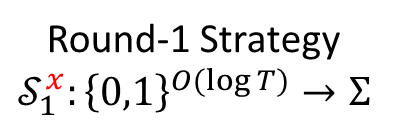 Round-1 Strategy
𝒮₁ˣ: {0,1}^{O(log T)} → Σ